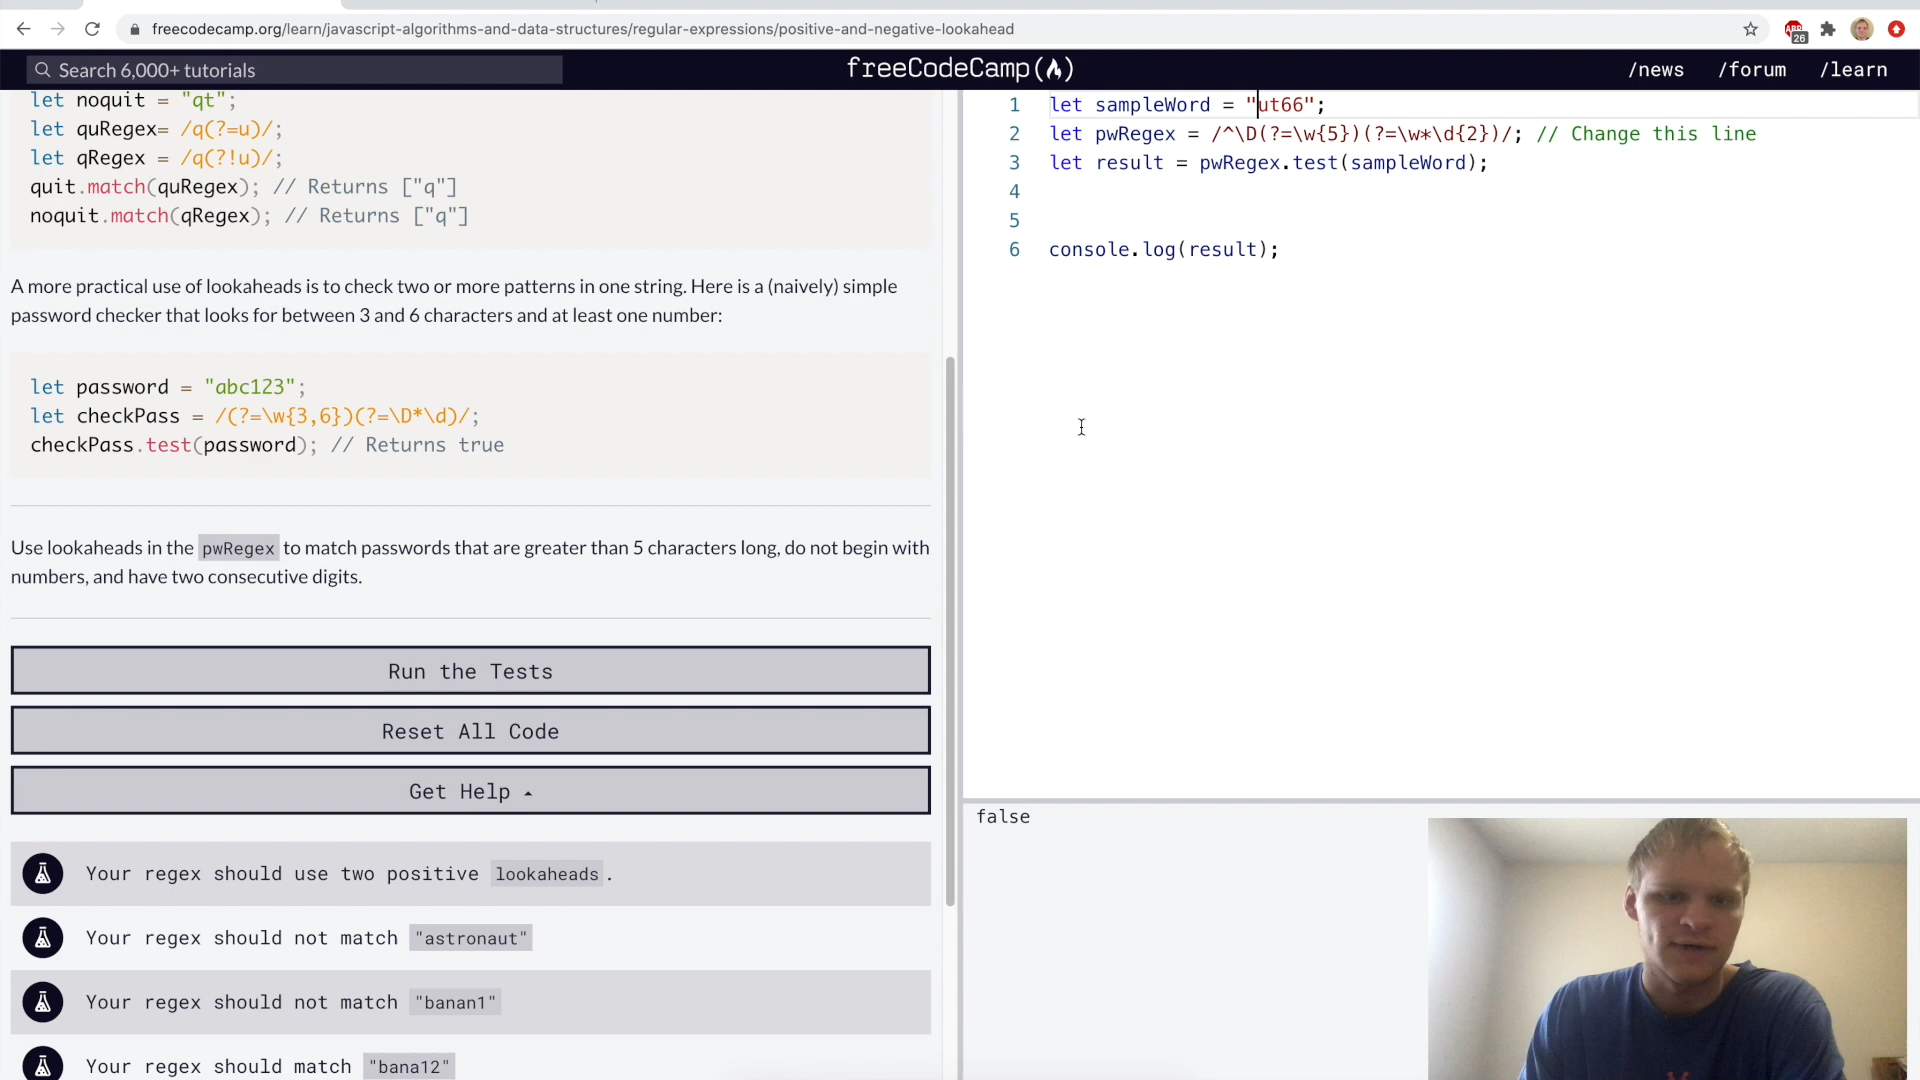 freecodecamp.org/learn/javascript-algorithms-and-data-structures/regular-expressions/positive-and-negative-lookahead
ABP
26
Search 6,000+ tutorials
freeCodeCamp
/news
/forum
/learn
let noquit = "qt";
let quRegex= /q(?=u)/;
let qRegex = /q(?!u)/;
quit.match(quRegex); // Returns ["q"]
noquit.match(qRegex); // Returns ["q"]
A more practical use of lookaheads is to check two or more patterns in one string. Here is a (naively) simple
password checker that looks for between 3 and 6 characters and at least one number:
let password = "abc123";
let checkPass = /(?=\w{3,6})(?=\D*\d)/;
checkPass.test(password); // Returns true
Use lookaheads in the pwRegex to match passwords that are greater than 5 characters long, do not begin with
numbers, and have two consecutive digits.
Run the Tests
Reset All Code
Get Help
Your regex should use two positive lookaheads.
Your regex should not match "astronaut"
Your regex should not match "banan1"
Your regex should match "bana12"
1 let sampleWord = "ut66";
2 let pwRegex = /^\D(?=\w{5})(?=\w*\d{2})/; // Change this line
3 let result = pwRegex.test(sampleWord);
4
5
6 console.log(result);
false